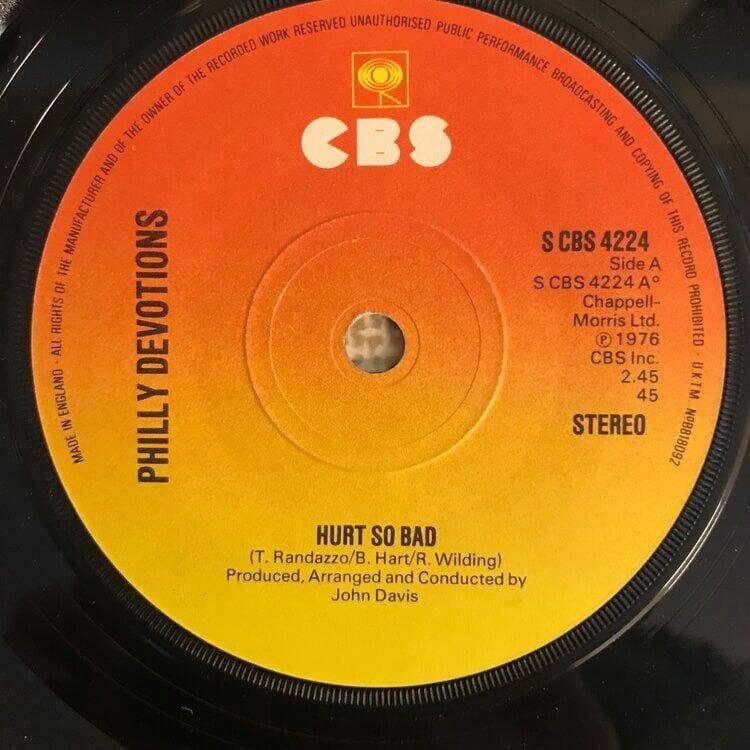 MADE IN ENGLAND · ALL RIGHTS OF THE MANUFACTURER AND OF THE OWNER OF THE RECORDED WORK RESERVED UNAUTHORISED PUBLIC PERFORMANCE BROADCASTING AND COPYING OF THIS RECORD PROHIBITED · U.K.T.M. Nº8818092
CBS
PHILLY DEVOTIONS
S CBS 4224
Side A
S CBS 4224 A°
Chappell-
Morris Ltd.
Ⓟ 1976
CBS Inc.
2.45
45
STEREO
HURT SO BAD
(T. Randazzo/B. Hart/R. Wilding)
Produced, Arranged and Conducted by
John Davis